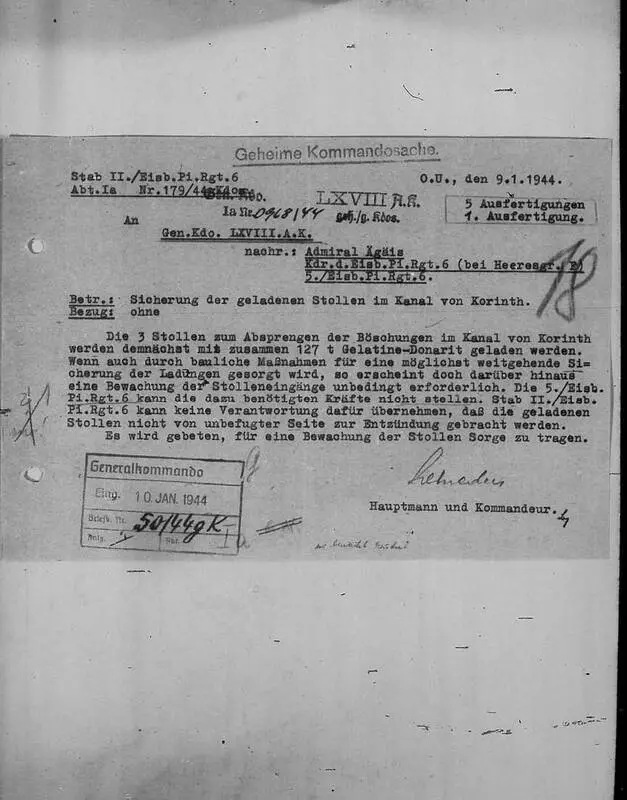 Geheime Kommandosache.
Stab II./Eisb.Pi.Rgt.6
O.U., den 9.1.1944.
Abt.Ia Nr.179/44 g.Kdo.
Ia Nr. 0968/44 geh./g. Kdos.
LXVIII A.K.
5 Ausfertigungen
1. Ausfertigung.
An
Gen.Kdo. LXVIII.A.K.
nachr.: Admiral Ägäis
Kdr.d.Eisb.Pi.Rgt.6 (bei Heeresgr. E)
5./Eisb.Pi.Rgt.6.
18
Betr.: Sicherung der geladenen Stollen im Kanal von Korinth.
Bezug: ohne
Die 3 Stollen zum Absprengen der Böschungen im Kanal von Korinth
werden demnächst mit zusammen 127 t Gelatine-Donarit geladen werden.
Wenn auch durch bauliche Maßnahmen für eine möglichst weitgehende Si=
cherung der Ladungen gesorgt wird, so erscheint doch darüber hinaus
eine Bewachung der Stolleneingänge unbedingt erforderlich. Die 5./Eisb.
Pi.Rgt.6 kann die dazu benötigten Kräfte nicht stellen. Stab II./Eisb.
Pi.Rgt.6 kann keine Verantwortung dafür übernehmen, daß die geladenen
Stollen nicht von unbefugter Seite zur Entzündung gebracht werden.
Es wird gebeten, für eine Bewachung der Stollen Sorge zu tragen.
Generalkommando
Eing. 10. JAN. 1944
Briefb. Nr. 50/44 g K
Anlg.
Ia
Hauptmann und Kommandeur.